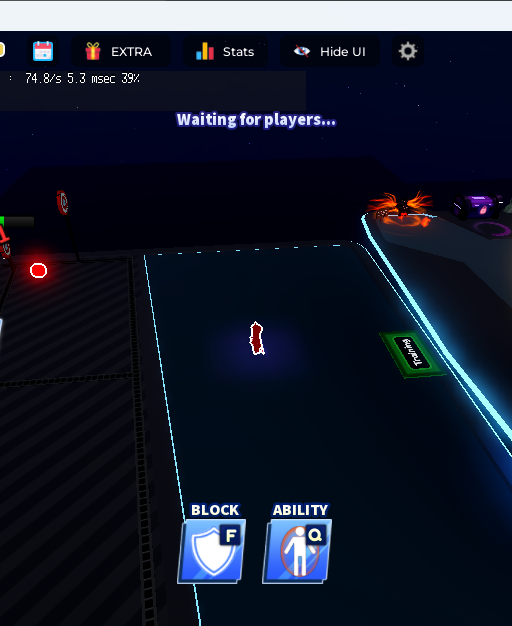 EXTRA
Stats
Hide UI
: 74.8/s 5.3 msec 39%
Waiting for players...
Training
BLOCK
ABILITY
F
Q